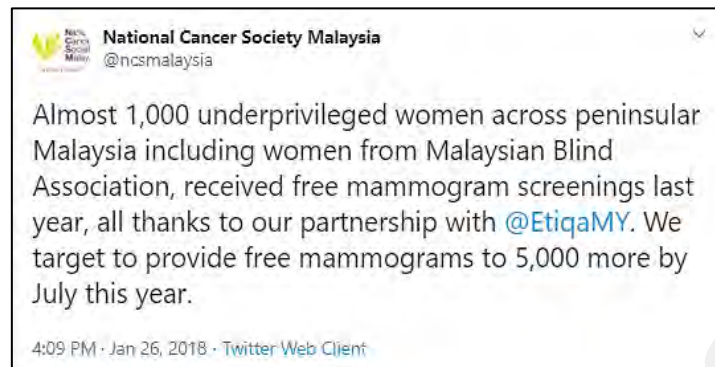 National Cancer Society Malaysia
@ncsmalaysia
Almost 1,000 underprivileged women across peninsular
Malaysia including women from Malaysian Blind
Association, received free mammogram screenings last
year, all thanks to our partnership with @EtiqaMY. We
target to provide free mammograms to 5,000 more by
July this year.
4:09 PM · Jan 26, 2018 · Twitter Web Client